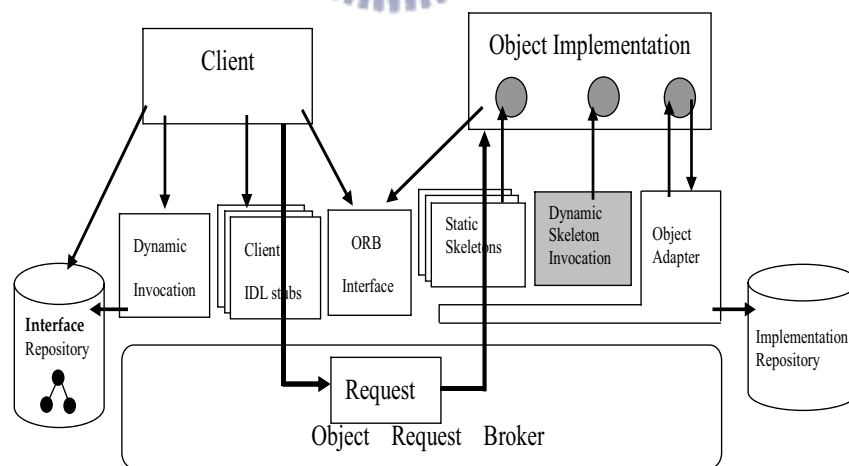 Client
Object Implementation
Dynamic
Invocation
Client
IDL stubs
ORB
Interface
Static
Skeletons
Dynamic
Skeleton
Invocation
Object
Adapter
Interface
Repository
Implementation
Repository
Request
Object Request Broker